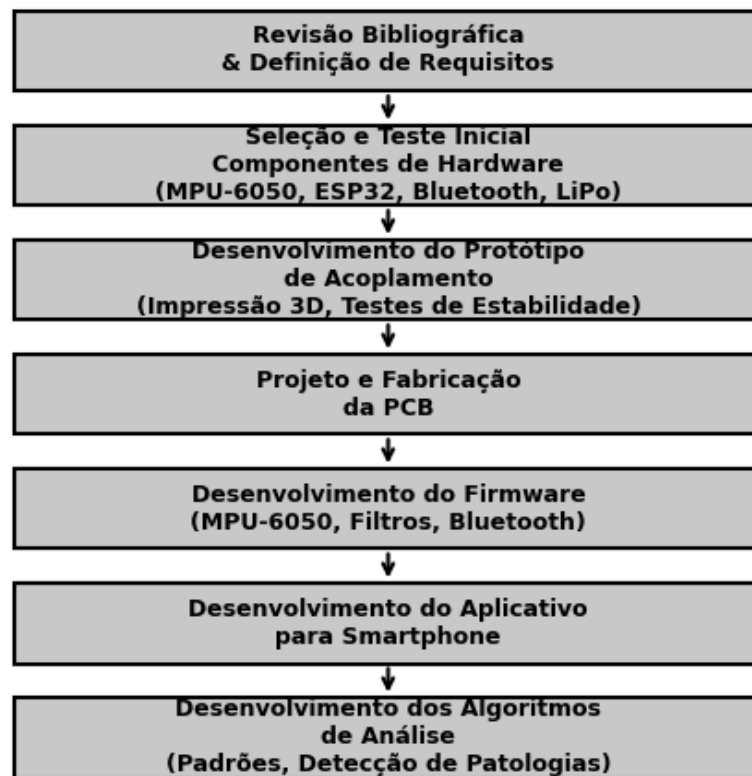 Revisão Bibliográfica
& Definição de Requisitos
Seleção e Teste Inicial
Componentes de Hardware
(MPU-6050, ESP32, Bluetooth, LiPo)
Desenvolvimento do Protótipo
de Acoplamento
(Impressão 3D, Testes de Estabilidade)
Projeto e Fabricação
da PCB
Desenvolvimento do Firmware
(MPU-6050, Filtros, Bluetooth)
Desenvolvimento do Aplicativo
para Smartphone
Desenvolvimento dos Algoritmos
de Análise
(Padrões, Detecção de Patologias)